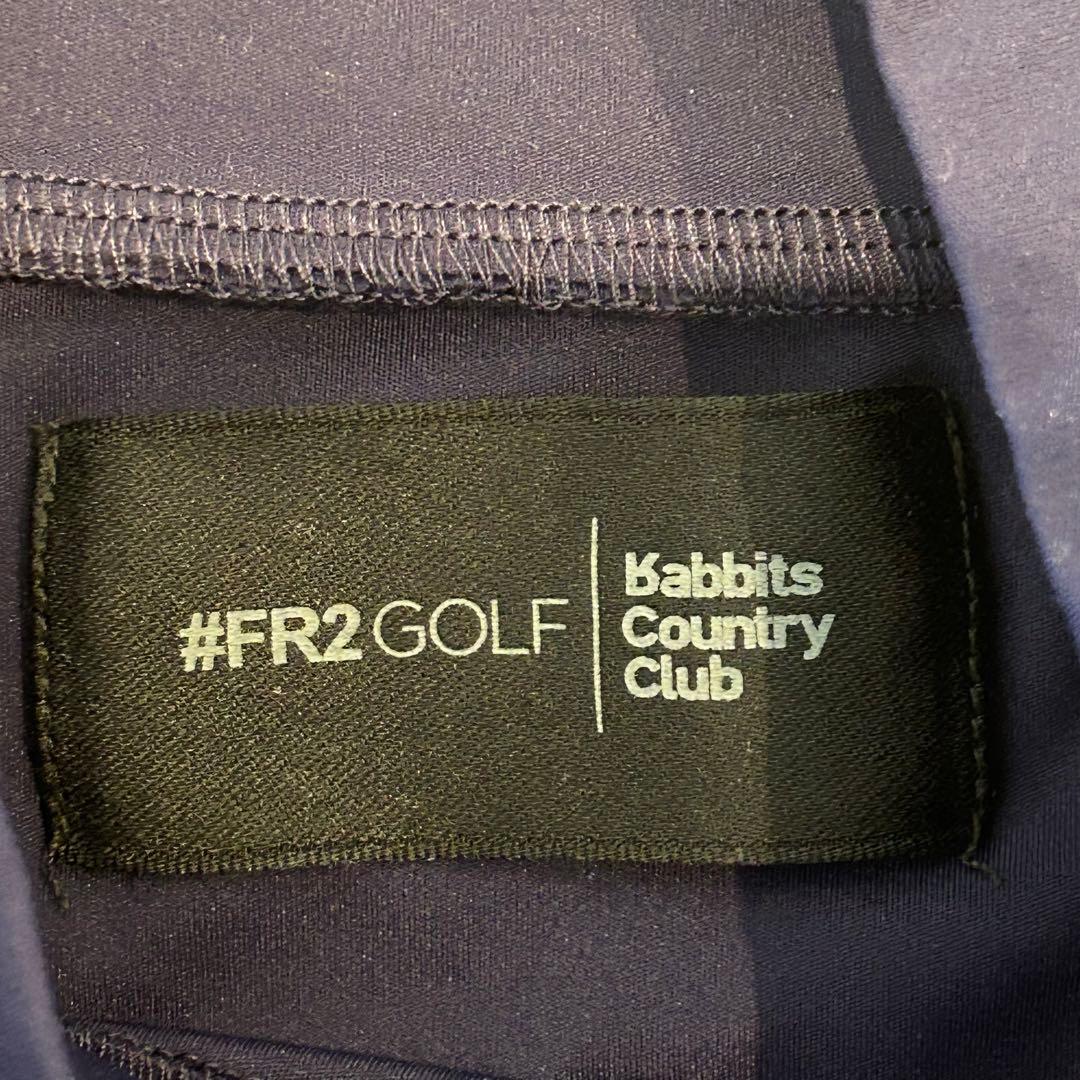 #FR2GOLF
Rabbits
Country
Club